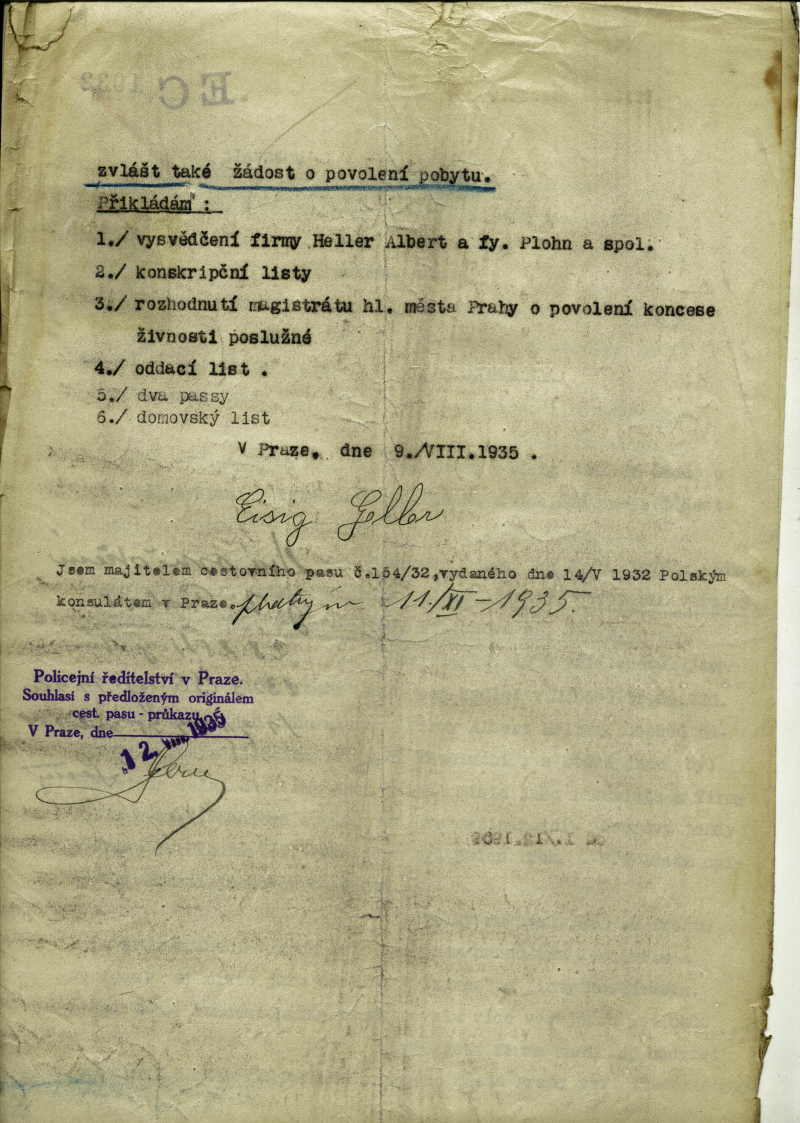 zvlášt také žádost o povolení pobytu.
Přikládám :
1./ vysvědčení firmy Heller Albert a fy. Plohn a spol.
2./ konskripční listy
3./ rozhodnutí magistrátu hl. města Prahy o povolení koncese
živnosti poslužné
4./ oddací list .
5./ dva passy
6./ domovský list
V Praze, dne 9./VIII.1935 .
Eisig Geller
Jsem majitelem cestovního pasu č.154/32,vydaného dne 14/V 1932 Polským
konsulátem v Praze. 11./XI - 1935.
Policejní ředitelství v Praze.
Souhlasí s předloženým originálem
cest. pasu - průkazu
V Praze, dne 12 1935